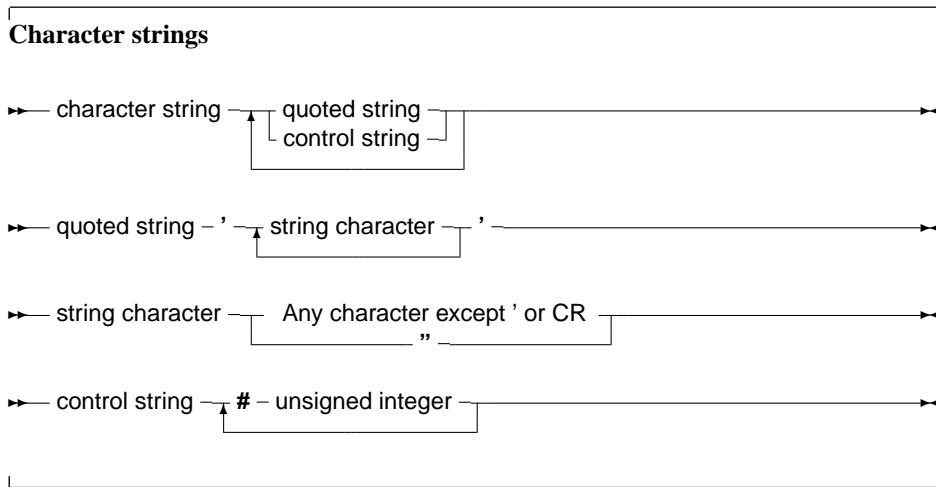 Character strings
character string quoted string
control string
quoted string ’ string character ’
string character Any character except ’ or CR
”
control string # unsigned integer